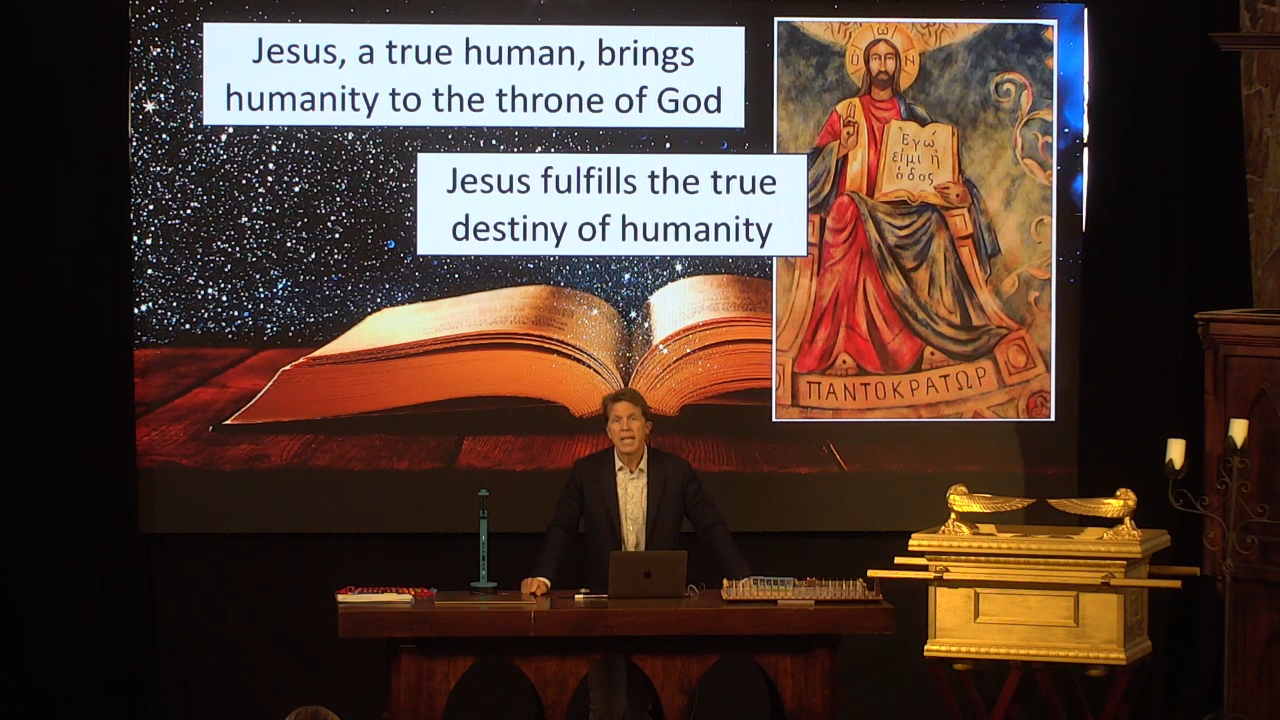 Jesus, a true human, brings
humanity to the throne of God
Jesus fulfills the true
destiny of humanity
Ο ω Ν
Ἐγώ
εἰμι ἡ
ὁδος
ΠΑΝΤΟΚΡΑΤΩΡ